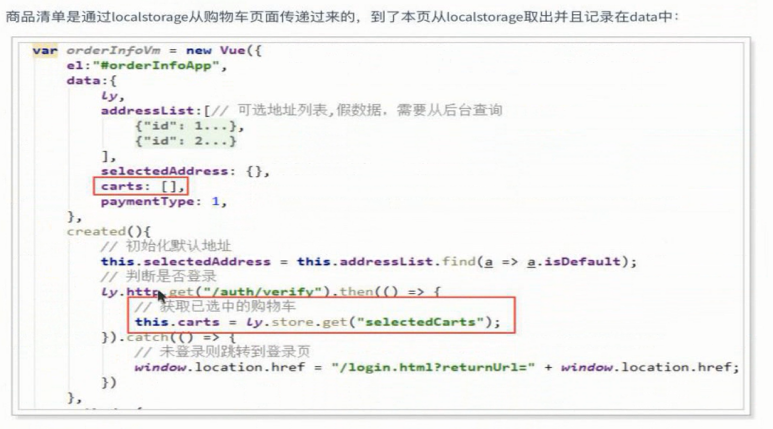 商品清单是通过localstorage从购物车页面传递过来的，到了本页从localstorage取出并且记录在data中：
var orderInfoVm = new Vue({
el:"#orderInfoApp",
data:{
ly,
addressList:[// 可选地址列表,假数据. 需要从后台查询
{"id": 1...},
{"id": 2...}
],
selectedAddress: {},
carts: [],
paymentType: 1,
},
created(){
// 初始化默认地址
this.selectedAddress = this.addressList.find(a => a.isDefault);
// 判断是否登录
ly.http.get("/auth/verify").then(() => {
// 获取已选中的购物车
this.carts = ly.store.get("selectedCarts");
}).catch(() => {
// 未登录则跳转到登录页
window.location.href = "/login.html?returnUrl=" + window.location.href;
})
},